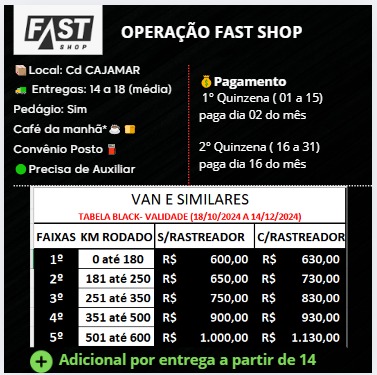 FAST
SHOP
OPERAÇÃO FAST SHOP
Local: Cd CAJAMAR
Entregas: 14 a 18 (média)
Pedágio: Sim
Café da manhã*
Convênio Posto
Precisa de Auxiliar
Pagamento
1º Quinzena ( 01 a 15)
paga dia 02 do mês
2º Quinzena ( 16 a 31)
paga dia 16 do mês
VAN E SIMILARES
TABELA BLACK- VALIDADE (18/10/2024 A 14/12/2024)
FAIXAS KM RODADO S/RASTREADOR C/RASTREADOR
1º 0 até 180 R$ 600,00 R$ 630,00
2º 181 até 250 R$ 650,00 R$ 730,00
3º 251 até 350 R$ 750,00 R$ 830,00
4º 351 até 500 R$ 900,00 R$ 930,00
5º 501 até 600 R$ 1.000,00 R$ 1.130,00
Adicional por entrega a partir de 14